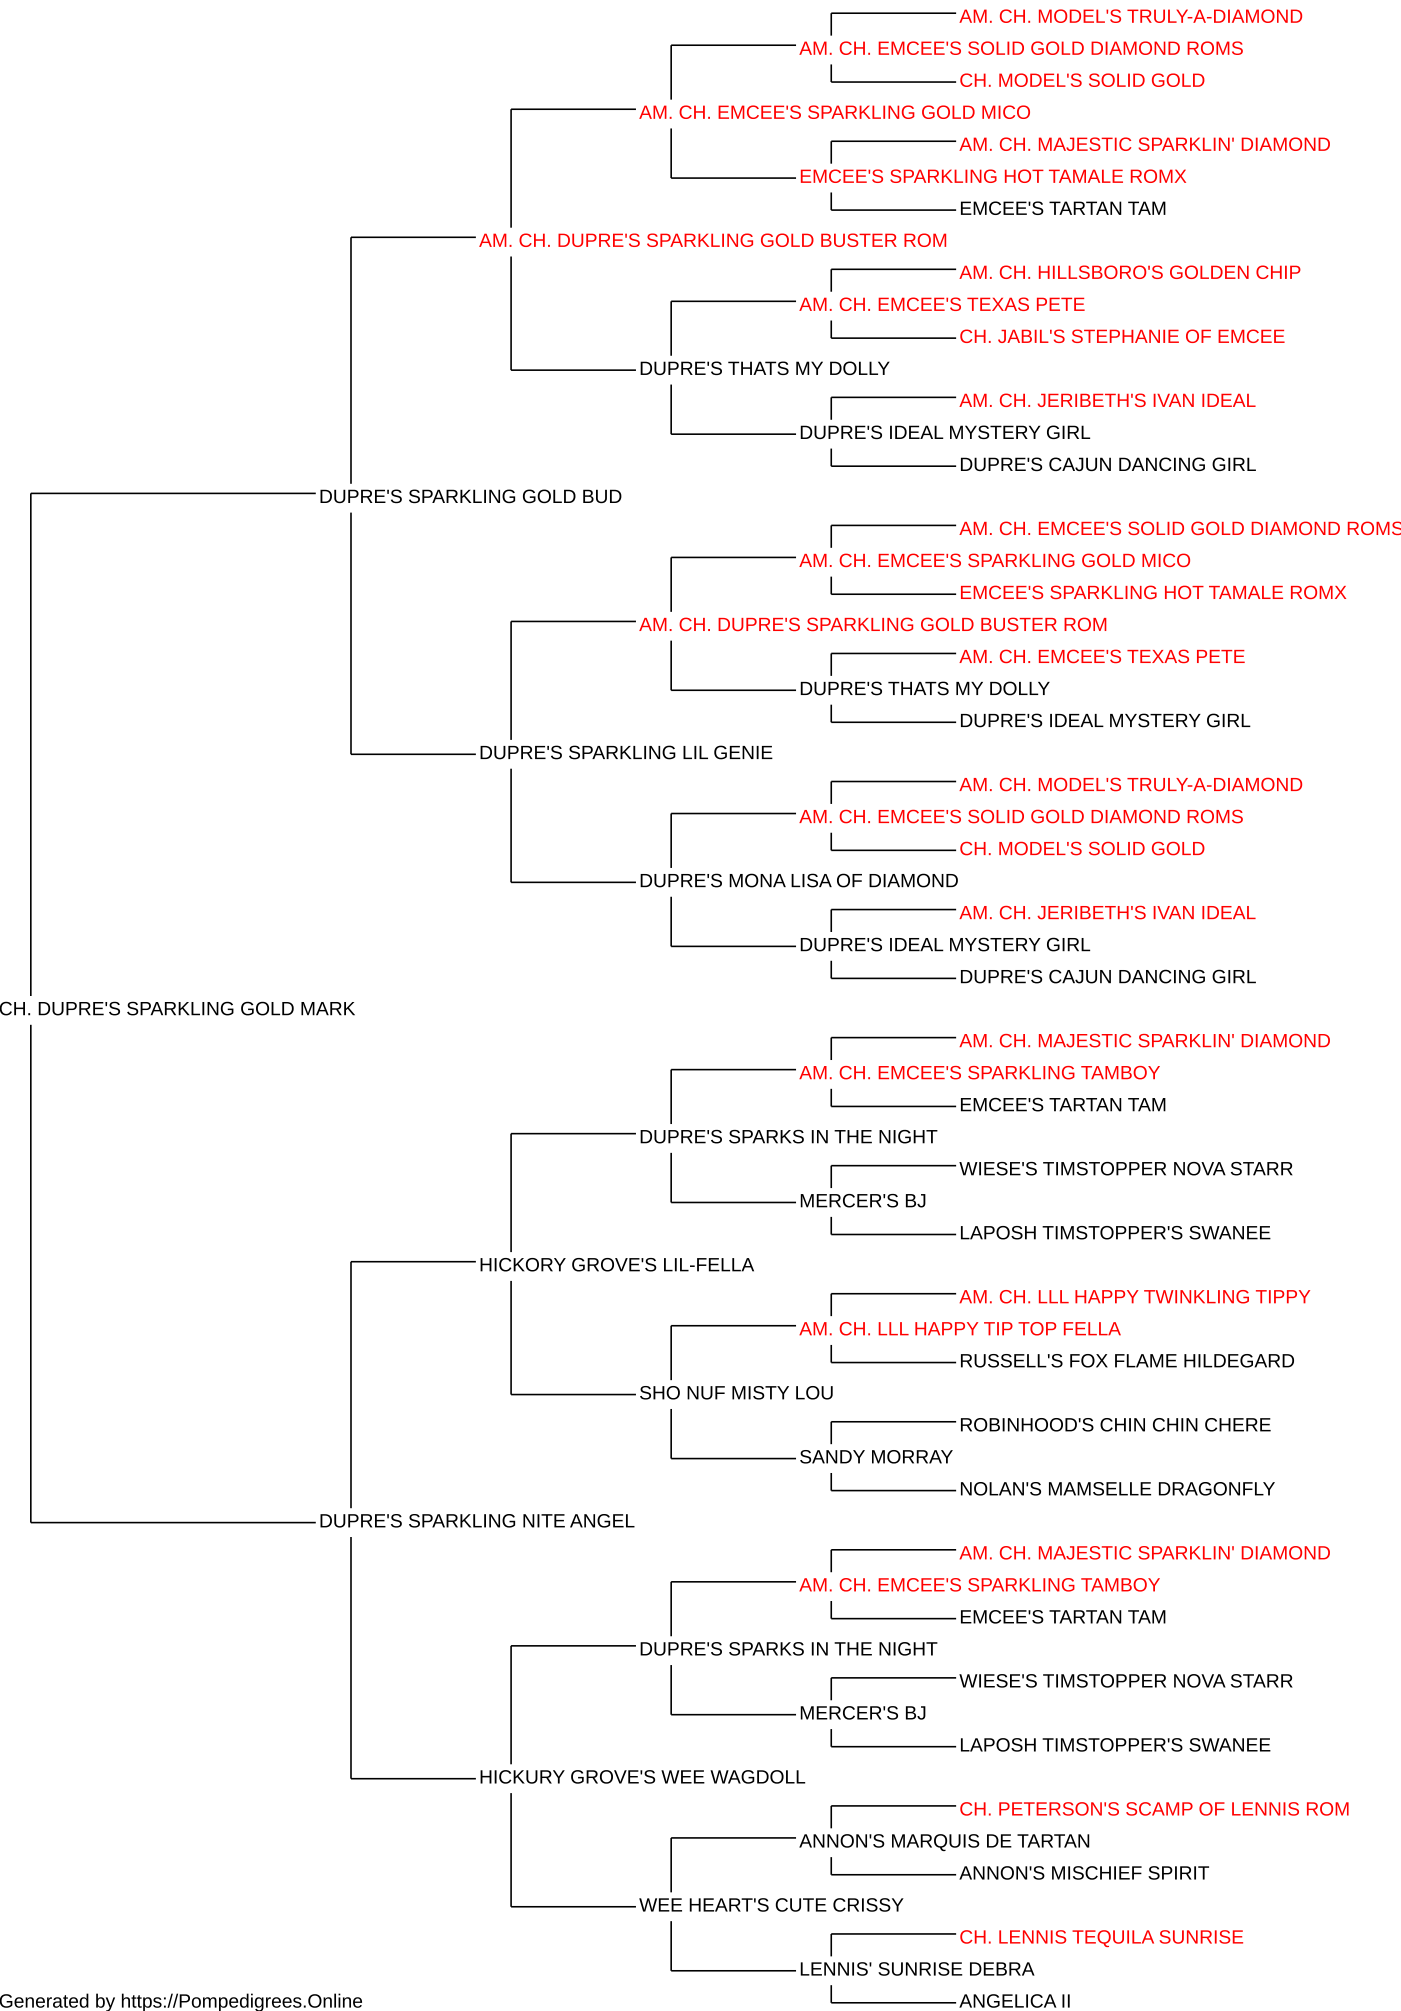 AM. CH. MODEL'S TRULY-A-DIAMOND
AM. CH. EMCEE'S SOLID GOLD DIAMOND ROMS
CH. MODEL'S SOLID GOLD
AM. CH. EMCEE'S SPARKLING GOLD MICO
AM. CH. MAJESTIC SPARKLIN' DIAMOND
EMCEE'S SPARKLING HOT TAMALE ROMX
EMCEE'S TARTAN TAM
AM. CH. DUPRE'S SPARKLING GOLD BUSTER ROM
AM. CH. HILLSBORO'S GOLDEN CHIP
AM. CH. EMCEE'S TEXAS PETE
CH. JABIL'S STEPHANIE OF EMCEE
DUPRE'S THATS MY DOLLY
AM. CH. JERIBETH'S IVAN IDEAL
DUPRE'S IDEAL MYSTERY GIRL
DUPRE'S CAJUN DANCING GIRL
DUPRE'S SPARKLING GOLD BUD
AM. CH. EMCEE'S SOLID GOLD DIAMOND ROMS
AM. CH. EMCEE'S SPARKLING GOLD MICO
EMCEE'S SPARKLING HOT TAMALE ROMX
AM. CH. DUPRE'S SPARKLING GOLD BUSTER ROM
AM. CH. EMCEE'S TEXAS PETE
DUPRE'S THATS MY DOLLY
DUPRE'S IDEAL MYSTERY GIRL
DUPRE'S SPARKLING LIL GENIE
AM. CH. MODEL'S TRULY-A-DIAMOND
AM. CH. EMCEE'S SOLID GOLD DIAMOND ROMS
CH. MODEL'S SOLID GOLD
DUPRE'S MONA LISA OF DIAMOND
AM. CH. JERIBETH'S IVAN IDEAL
DUPRE'S IDEAL MYSTERY GIRL
DUPRE'S CAJUN DANCING GIRL
CH. DUPRE'S SPARKLING GOLD MARK
AM. CH. MAJESTIC SPARKLIN' DIAMOND
AM. CH. EMCEE'S SPARKLING TAMBOY
EMCEE'S TARTAN TAM
DUPRE'S SPARKS IN THE NIGHT
WIESE'S TIMSTOPPER NOVA STARR
MERCER'S BJ
LAPOSH TIMSTOPPER'S SWANEE
HICKORY GROVE'S LIL-FELLA
AM. CH. LLL HAPPY TWINKLING TIPPY
AM. CH. LLL HAPPY TIP TOP FELLA
RUSSELL'S FOX FLAME HILDEGARD
SHO NUF MISTY LOU
ROBINHOOD'S CHIN CHIN CHERE
SANDY MORRAY
NOLAN'S MAMSELLE DRAGONFLY
DUPRE'S SPARKLING NITE ANGEL
AM. CH. MAJESTIC SPARKLIN' DIAMOND
AM. CH. EMCEE'S SPARKLING TAMBOY
EMCEE'S TARTAN TAM
DUPRE'S SPARKS IN THE NIGHT
WIESE'S TIMSTOPPER NOVA STARR
MERCER'S BJ
LAPOSH TIMSTOPPER'S SWANEE
HICKURY GROVE'S WEE WAGDOLL
CH. PETERSON'S SCAMP OF LENNIS ROM
ANNON'S MARQUIS DE TARTAN
ANNON'S MISCHIEF SPIRIT
WEE HEART'S CUTE CRISSY
CH. LENNIS TEQUILA SUNRISE
LENNIS' SUNRISE DEBRA
ANGELICA II
Generated by https://Pompedigrees.Online